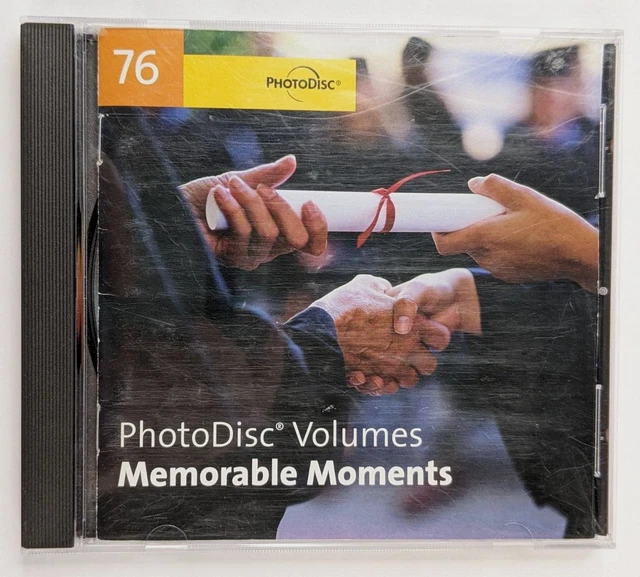 76
PHOTODISC®
PhotoDisc® Volumes
Memorable Moments